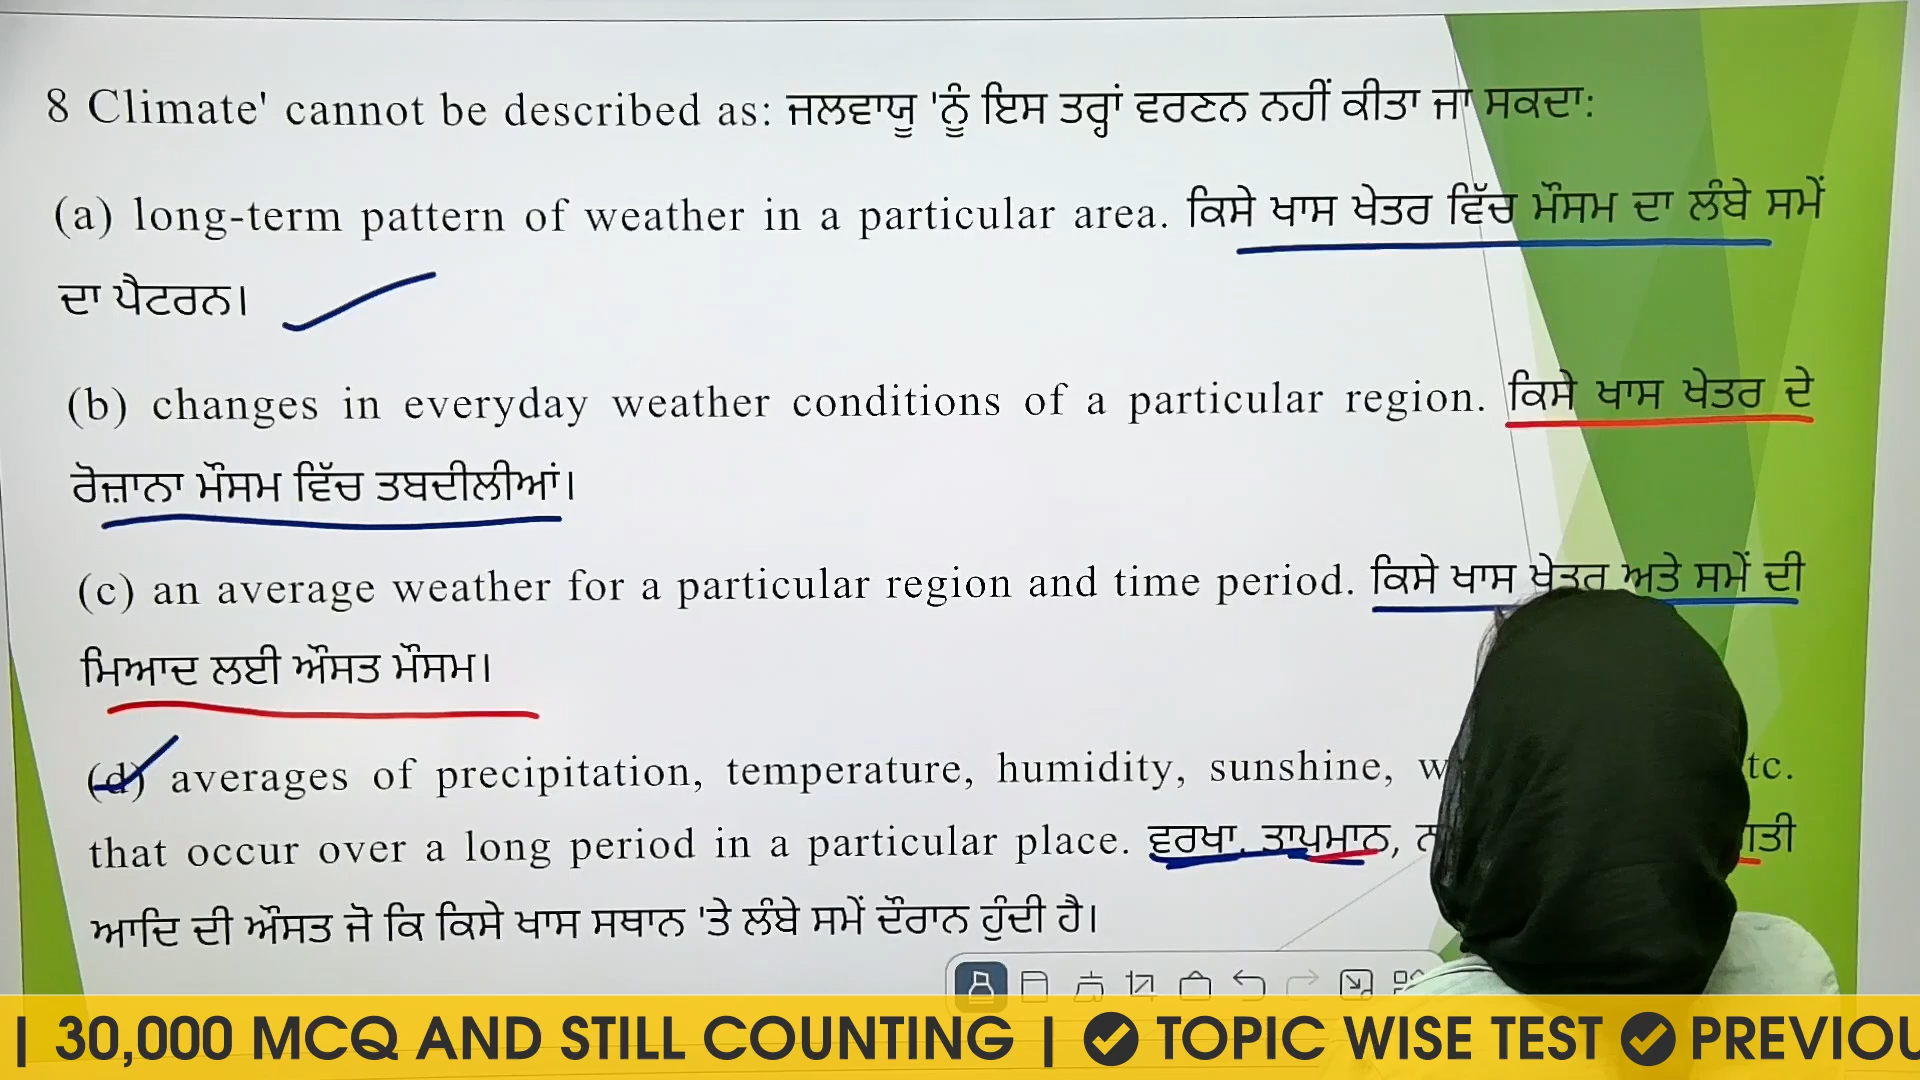 8 Climate' cannot be described as: ਜਲਵਾਯੂ 'ਨੂੰ ਇਸ ਤਰ੍ਹਾਂ ਵਰਣਨ ਨਹੀਂ ਕੀਤਾ ਜਾ ਸਕਦਾ:
(a) long-term pattern of weather in a particular area. ਕਿਸੇ ਖਾਸ ਖੇਤਰ ਵਿੱਚ ਮੌਸਮ ਦਾ ਲੰਬੇ ਸਮੇਂ
ਦਾ ਪੈਟਰਨ।
(b) changes in everyday weather conditions of a particular region. ਕਿਸੇ ਖਾਸ ਖੇਤਰ ਦੇ
ਰੋਜ਼ਾਨਾ ਮੌਸਮ ਵਿੱਚ ਤਬਦੀਲੀਆਂ।
(c) an average weather for a particular region and time period. ਕਿਸੇ ਖਾਸ ਖੇਤਰ ਅਤੇ ਸਮੇਂ ਦੀ
ਮਿਆਦ ਲਈ ਔਸਤ ਮੌਸਮ।
(d) averages of precipitation, temperature, humidity, sunshine,
that occur over a long period in a particular place. ਵਰਖਾ, ਤਾਪਮਾਨ,
ਆਦਿ ਦੀ ਔਸਤ ਜੋ ਕਿ ਕਿਸੇ ਖਾਸ ਸਥਾਨ 'ਤੇ ਲੰਬੇ ਸਮੇਂ ਦੌਰਾਨ ਹੁੰਦੀ ਹੈ।
| 30,000 MCQ AND STILL COUNTING | TOPIC WISE TEST PREVIOU